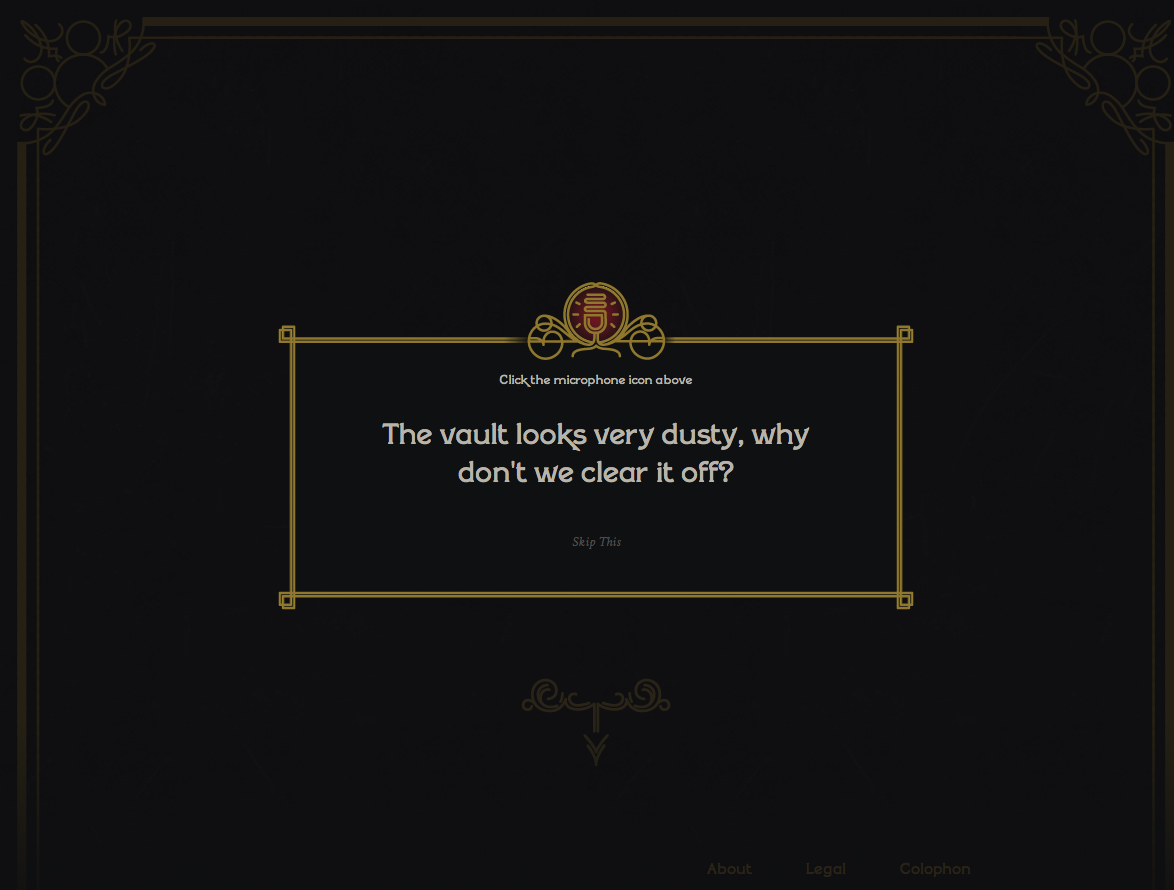 Click the microphone icon above
The vault looks very dusty, why
don't we clear it off?
Skip This
About Legal Colophon